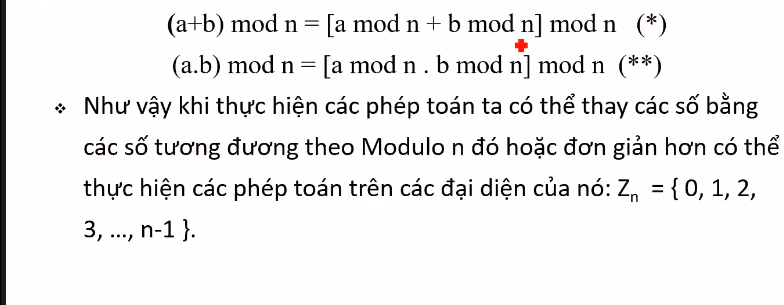 (a+b) mod n = [a mod n + b mod n] mod n (*)
(a.b) mod n = [a mod n . b mod n] mod n (**)
❖ Như vậy khi thực hiện các phép toán ta có thể thay các số bằng
các số tương đương theo Modulo n đó hoặc đơn giản hơn có thể
thực hiện các phép toán trên các đại diện của nó: Zₙ = { 0, 1, 2,
3, ..., n-1 }.